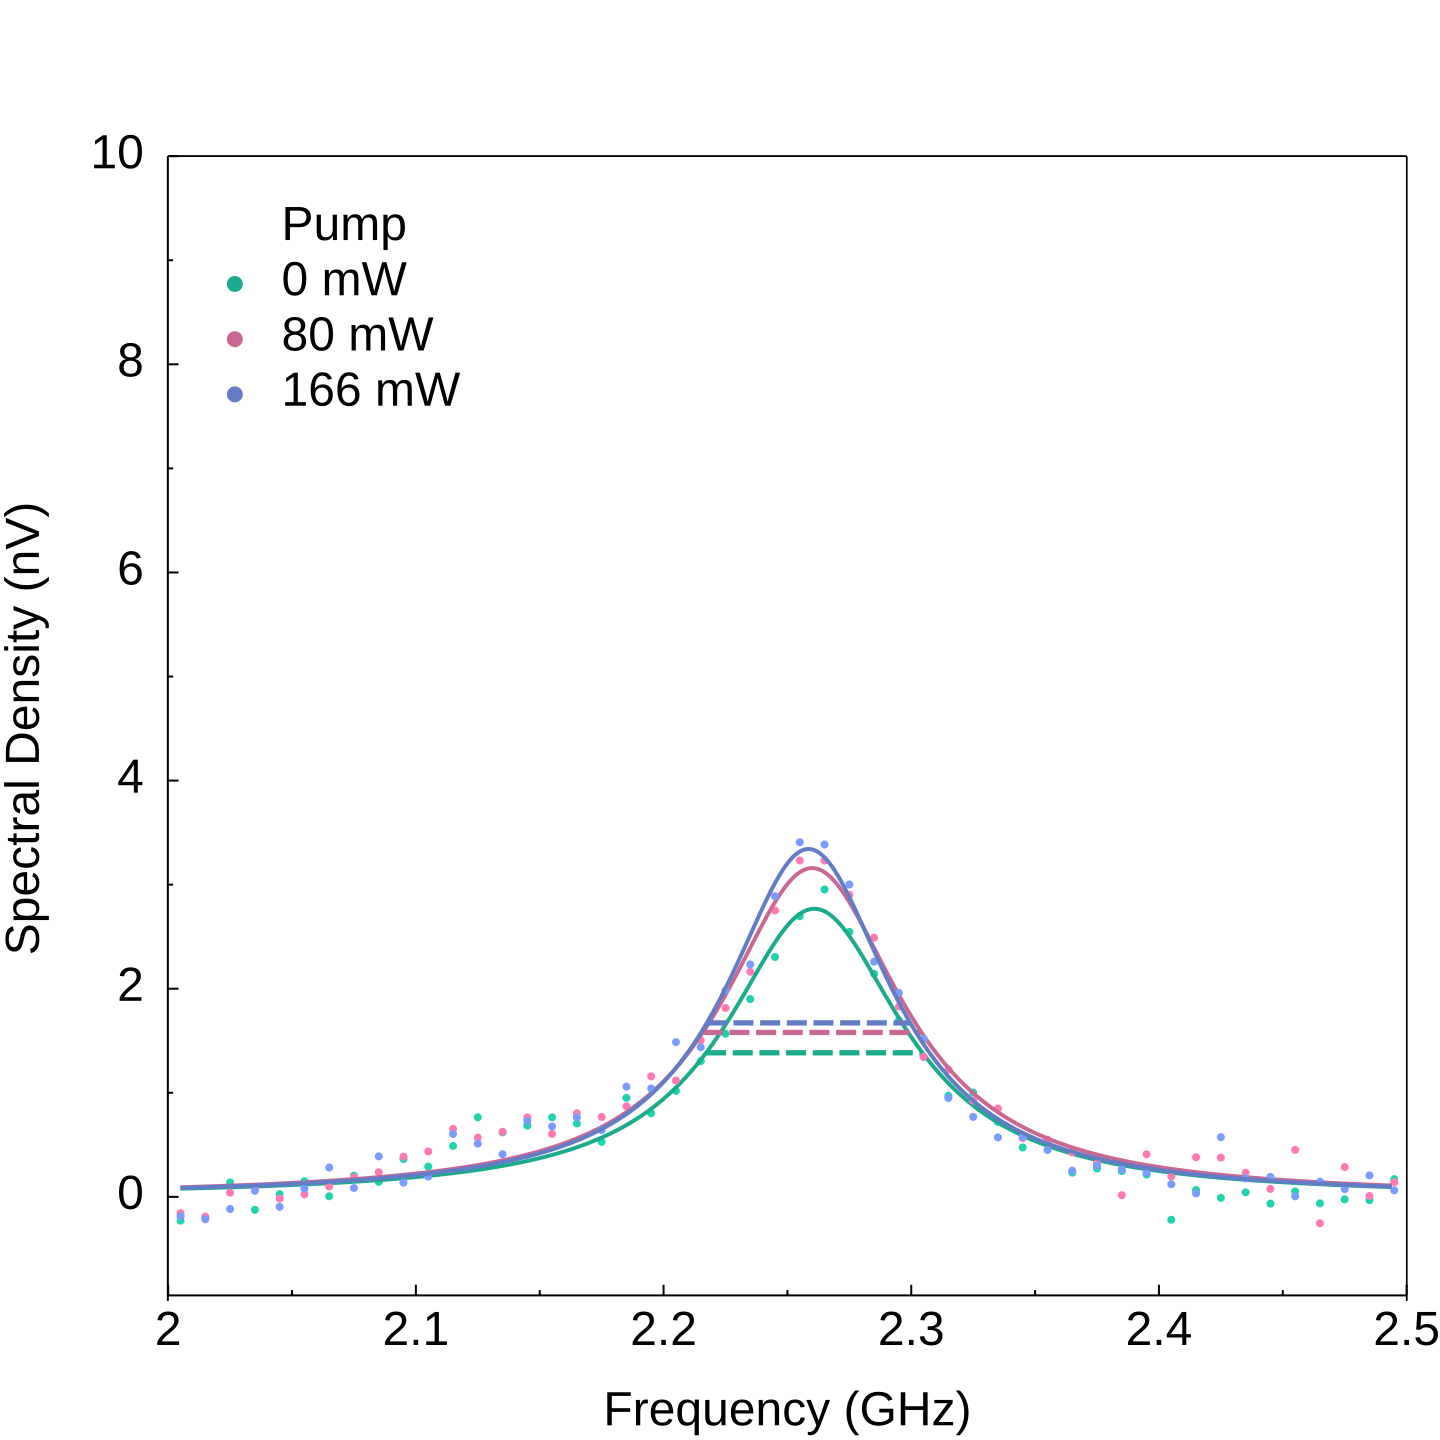 10
8
6
4
2
0
Pump
0 mW
80 mW
166 mW
Spectral Density (nV)
2 2.1 2.2 2.3 2.4 2.5
Frequency (GHz)